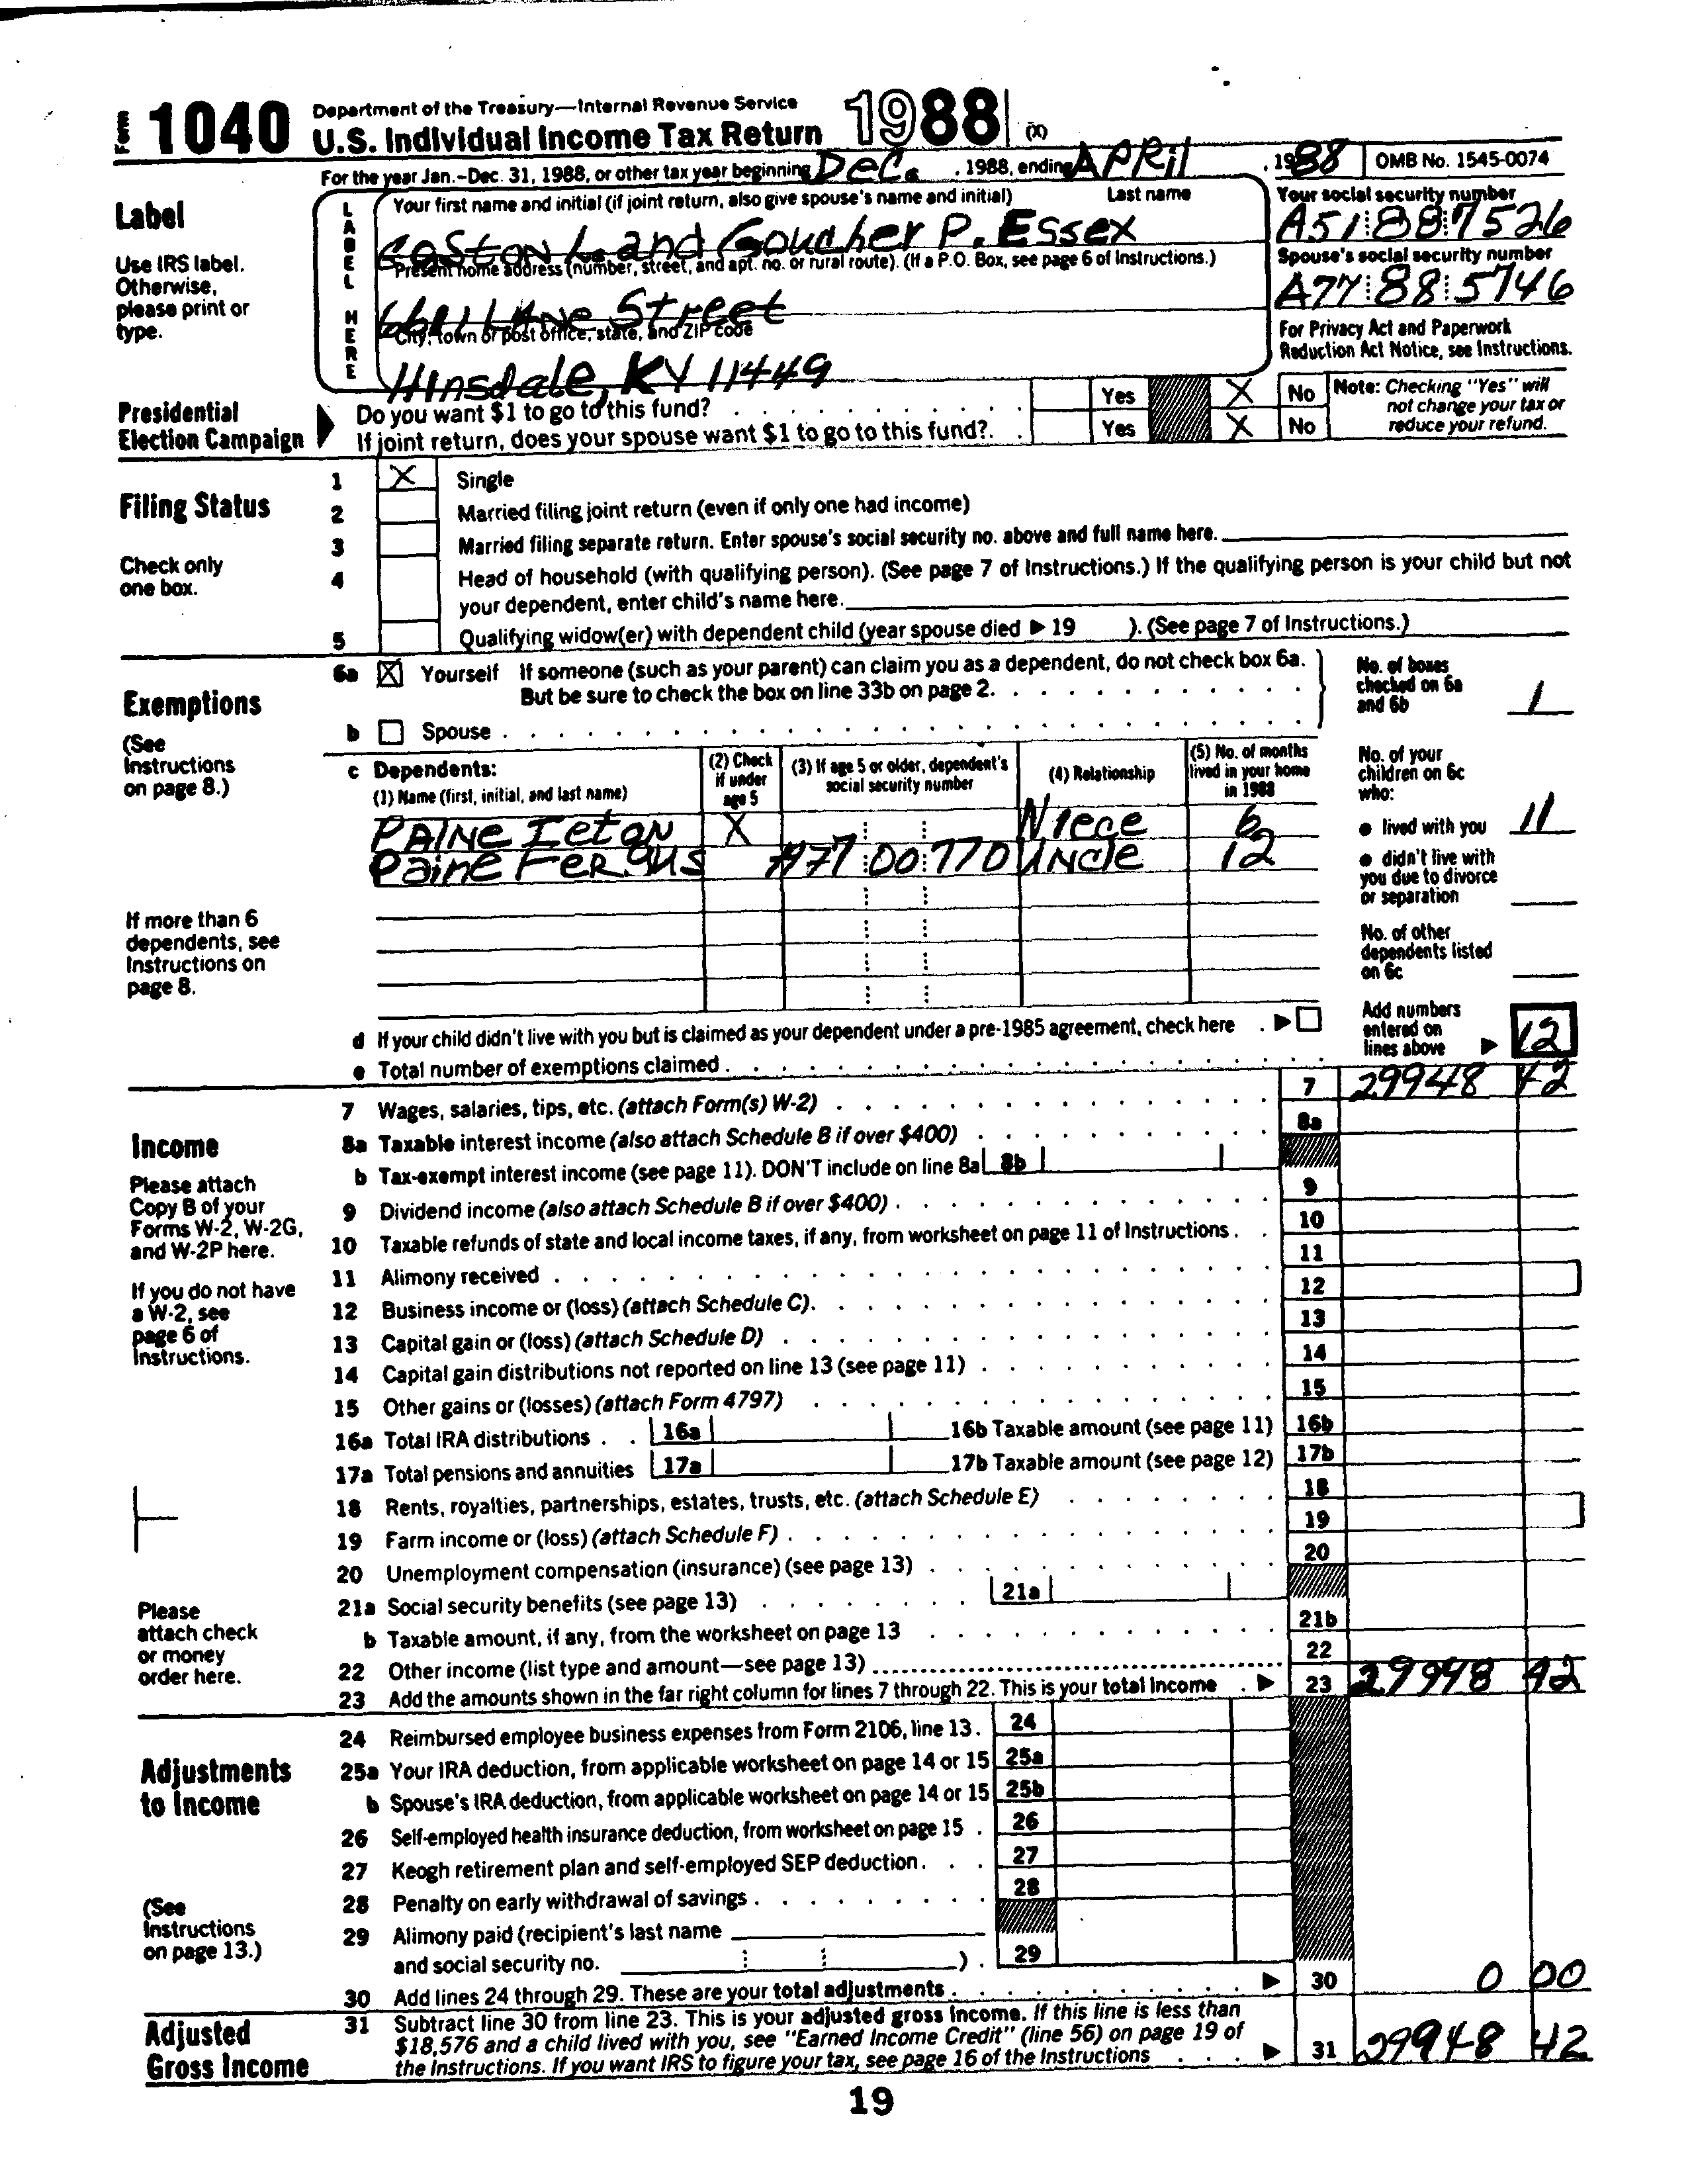 Form 1040 Department of the Treasury—Internal Revenue Service
U.S. Individual Income Tax Return 1988 (X)
For the year Jan.-Dec. 31, 1988, or other tax year beginning DEC. , 1988, ending APRil , 1988 OMB No. 1545-0074
Label
Use IRS label.
Otherwise,
please print or
type.
LABEL HERE
Your first name and initial (if joint return, also give spouse's name and initial) Last name
L. and Goucher P. Essex
Your social security number
A51 88 7526
Present home address (number, street, and apt. no. or rural route). (If a P.O. Box, see page 6 of Instructions.)
LANe Street
Spouse's social security number
A77 88 5746
City, town or post office, state, and ZIP code
Hinsdale, KY 11449
For Privacy Act and Paperwork
Reduction Act Notice, see Instructions.
Presidential
Election Campaign
Do you want $1 to go to this fund? Yes X No
If joint return, does your spouse want $1 to go to this fund?. Yes X No
Note: Checking "Yes" will
not change your tax or
reduce your refund.
Filing Status
Check only
one box.
1 X Single
2 Married filing joint return (even if only one had income)
3 Married filing separate return. Enter spouse's social security no. above and full name here.
4 Head of household (with qualifying person). (See page 7 of Instructions.) If the qualifying person is your child but not
your dependent, enter child's name here.
5 Qualifying widow(er) with dependent child (year spouse died ▶ 19 ). (See page 7 of Instructions.)
Exemptions
(See
Instructions
on page 8.)
6a X Yourself If someone (such as your parent) can claim you as a dependent, do not check box 6a.
But be sure to check the box on line 33b on page 2.
b Spouse
No. of boxes
checked on 6a
and 6b 1
c Dependents:
(1) Name (first, initial, and last name)
(2) Check
if under
age 5
(3) If age 5 or older, dependent's
social security number
(4) Relationship
(5) No. of months
lived in your home
in 1988
PAINE IetON X Niece 6
Paine FERgus A77 00 770 UNcle 12
If more than 6
dependents, see
Instructions on
page 8.
No. of your
children on 6c
who:
● lived with you 11
● didn't live with
you due to divorce
or separation
No. of other
dependents listed
on 6c
d If your child didn't live with you but is claimed as your dependent under a pre-1985 agreement, check here ▶
e Total number of exemptions claimed
Add numbers
entered on
lines above ▶ 12
Income
Please attach
Copy B of your
Forms W-2, W-2G,
and W-2P here.
If you do not have
a W-2, see
page 6 of
Instructions.
Please
attach check
or money
order here.
7 Wages, salaries, tips, etc. (attach Form(s) W-2) 7 29948 42
8a Taxable interest income (also attach Schedule B if over $400) 8a
b Tax-exempt interest income (see page 11). DON'T include on line 8a 8b
9 Dividend income (also attach Schedule B if over $400) 9
10 Taxable refunds of state and local income taxes, if any, from worksheet on page 11 of Instructions 10
11 Alimony received 11
12 Business income or (loss) (attach Schedule C). 12
13 Capital gain or (loss) (attach Schedule D) 13
14 Capital gain distributions not reported on line 13 (see page 11) 14
15 Other gains or (losses) (attach Form 4797) 15
16a Total IRA distributions 16a 16b Taxable amount (see page 11) 16b
17a Total pensions and annuities 17a 17b Taxable amount (see page 12) 17b
18 Rents, royalties, partnerships, estates, trusts, etc. (attach Schedule E) 18
19 Farm income or (loss) (attach Schedule F) 19
20 Unemployment compensation (insurance) (see page 13) 20
21a Social security benefits (see page 13) 21a
b Taxable amount, if any, from the worksheet on page 13 21b
22 Other income (list type and amount—see page 13) 22
23 Add the amounts shown in the far right column for lines 7 through 22. This is your total income ▶ 23 29948 42
Adjustments
to Income
(See
Instructions
on page 13.)
24 Reimbursed employee business expenses from Form 2106, line 13. 24
25a Your IRA deduction, from applicable worksheet on page 14 or 15 25a
b Spouse's IRA deduction, from applicable worksheet on page 14 or 15 25b
26 Self-employed health insurance deduction, from worksheet on page 15 26
27 Keogh retirement plan and self-employed SEP deduction 27
28 Penalty on early withdrawal of savings 28
29 Alimony paid (recipient's last name
and social security no. ) 29
30 Add lines 24 through 29. These are your total adjustments ▶ 30 0 00
Adjusted
Gross Income
31 Subtract line 30 from line 23. This is your adjusted gross income. If this line is less than
$18,576 and a child lived with you, see "Earned Income Credit" (line 56) on page 19 of
the Instructions. If you want IRS to figure your tax, see page 16 of the Instructions ▶ 31 29948 42
19